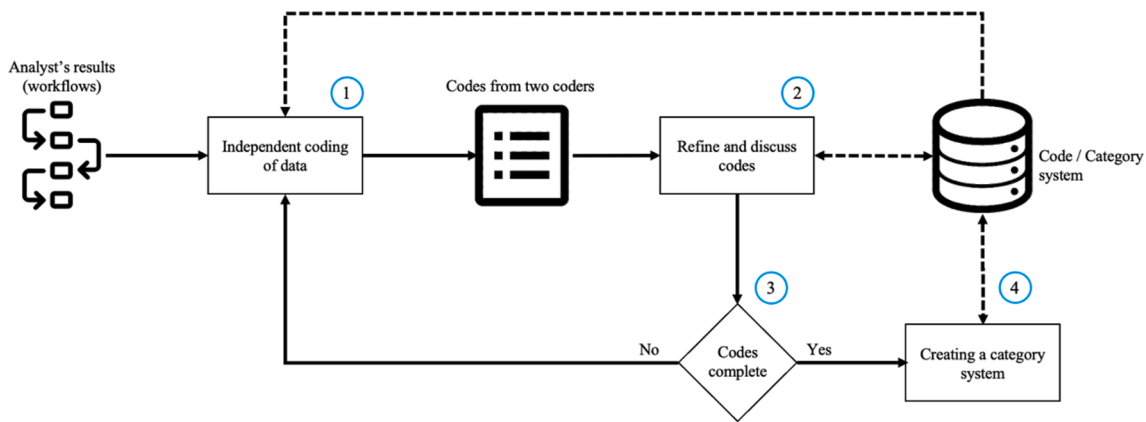 Analyst's results
(workflows)
1
Independent coding
of data
Codes from two coders
2
Refine and discuss
codes
Code / Category
system
3
Codes
complete
No
Yes
4
Creating a category
system